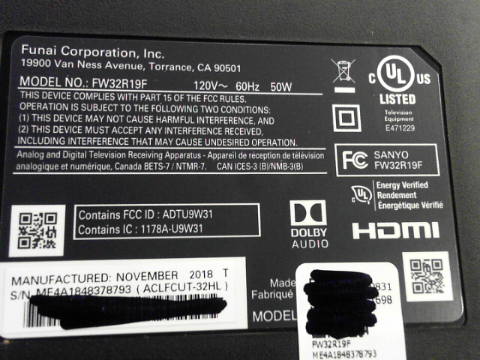 Funai Corporation, Inc.
19900 Van Ness Avenue, Torrance, CA 90501
MODEL NO.: FW32R19F 120V~ 60Hz 50W
THIS DEVICE COMPLIES WITH PART 15 OF THE FCC RULES.
OPERATION IS SUBJECT TO THE FOLLOWING TWO CONDITIONS:
(1) THIS DEVICE MAY NOT CAUSE HARMFUL INTERFERENCE, AND
(2) THIS DEVICE MUST ACCEPT ANY INTERFERENCE RECEIVED,
INCLUDING INTERFERENCE THAT MAY CAUSE UNDESIRED OPERATION.
Analog and Digital Television Receiving Apparatus - Appareil de réception de télévision
analogique et numérique, Canada BETS-7 / NTMR-7. CAN ICES-3 (B)/NMB-3(B)
C UL US
LISTED
Television
Equipment
E471229
FC SANYO
FW32R19F
UL Energy Verified
Rendement
Énergétique Vérifié
Contains FCC ID : ADTU9W31
Contains IC : 1178A-U9W31
DOLBY
AUDIO
HDMI
MANUFACTURED: NOVEMBER 2018 T
S/N ME4A1848378793 ( ACLFCUT-32HL )
Made
Fabriqué
831
698
MODEL
FW32R19F
ME4A1848378793